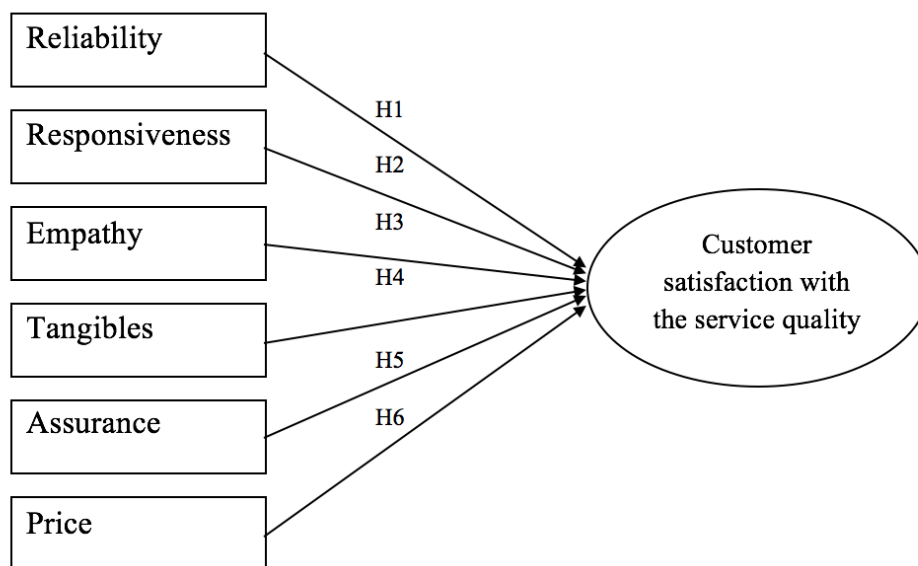 Reliability
H1
Responsiveness
H2
Empathy
H3
H4
Tangibles
H5
Assurance
H6
Price
Customer
satisfaction with
the service quality